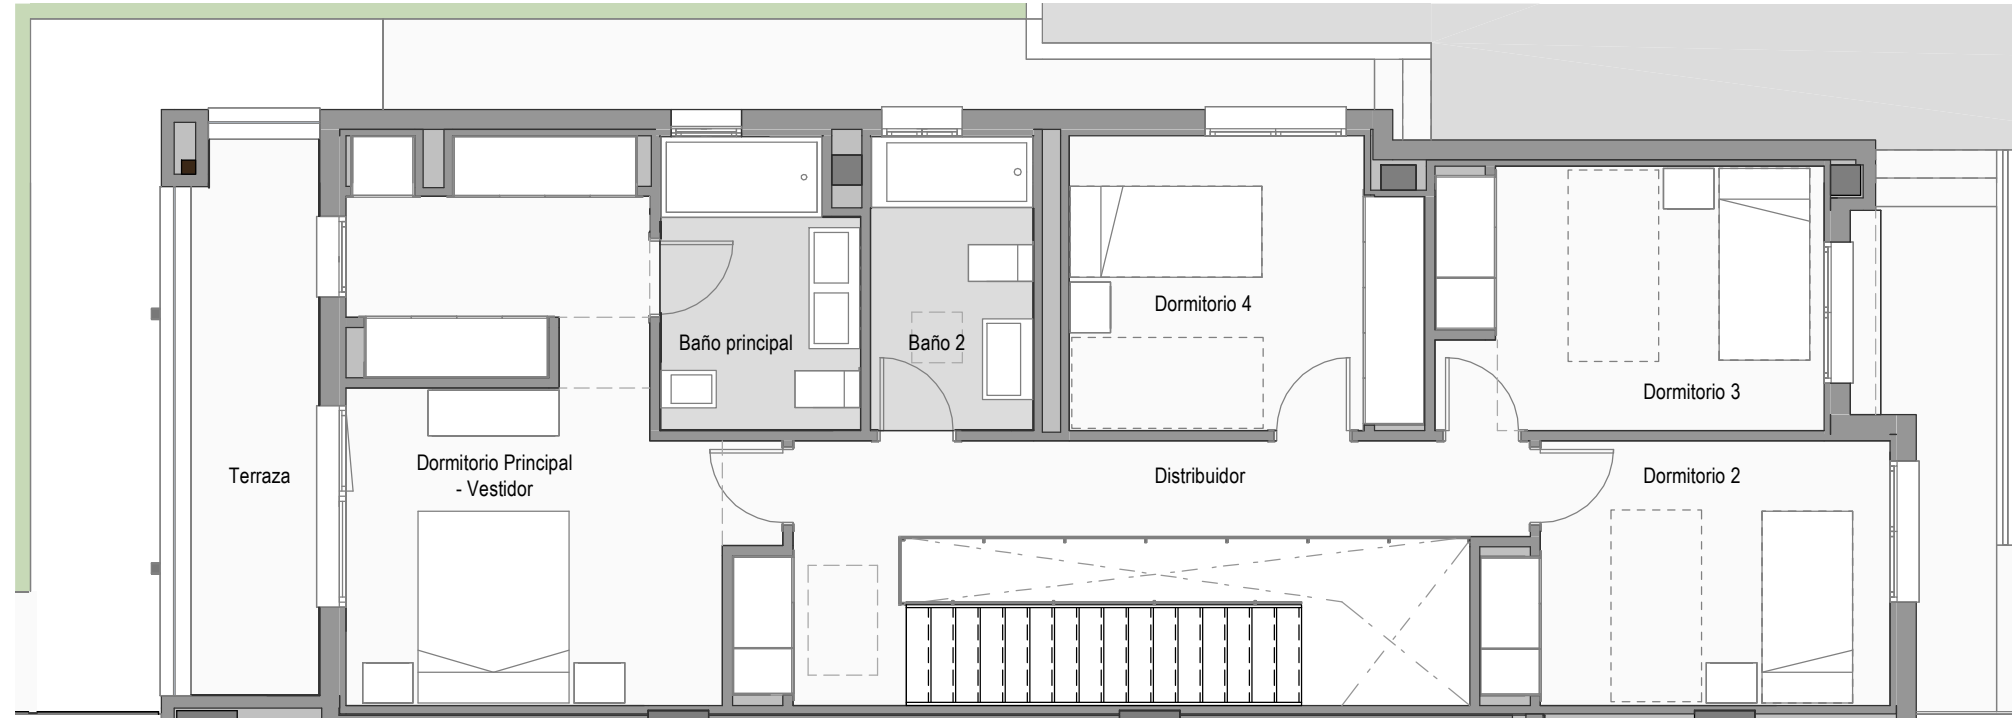 Dormitorio 4
Baño principal
Baño 2
Dormitorio 3
Terraza
Dormitorio Principal
- Vestidor
Distribuidor
Dormitorio 2